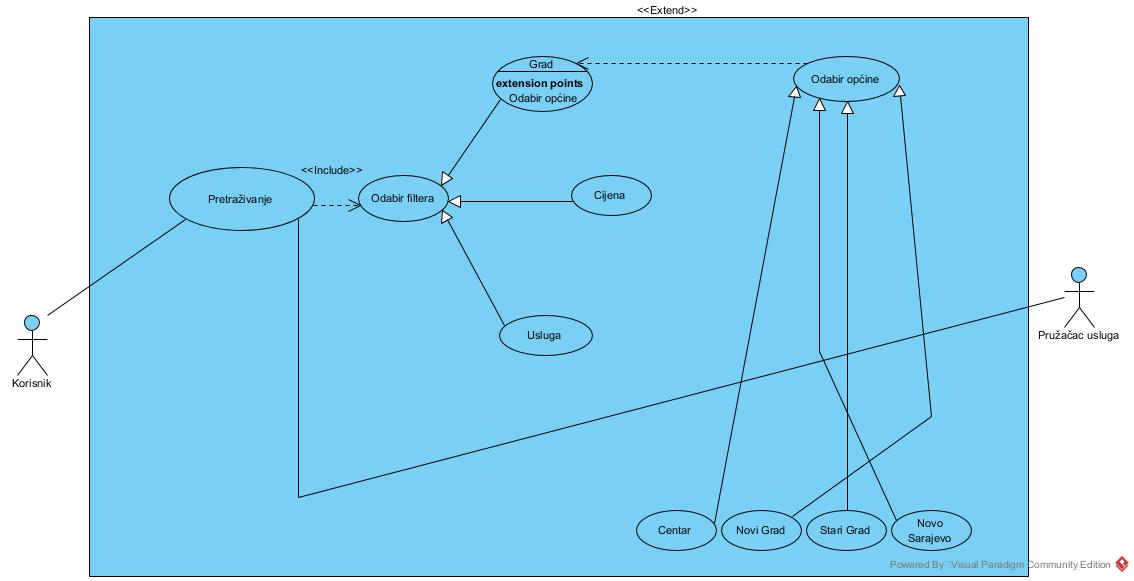 <<Extend>>
Grad
extension points
Odabir općine
Odabir općine
<<Include>>
Pretraživanje
Odabir filtera
Cijena
Usluga
Korisnik
Pružačac usluga
Centar
Novi Grad
Stari Grad
Novo
Sarajevo
Powered By Visual Paradigm Community Edition